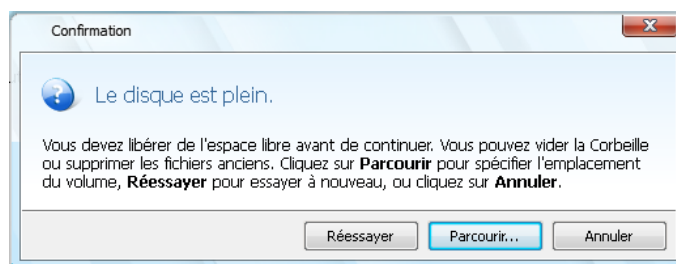 Confirmation
Le disque est plein.
Vous devez libérer de l'espace libre avant de continuer. Vous pouvez vider la Corbeille
ou supprimer les fichiers anciens. Cliquez sur Parcourir pour spécifier l'emplacement
du volume, Réessayer pour essayer à nouveau, ou cliquez sur Annuler.
Réessayer Parcourir... Annuler